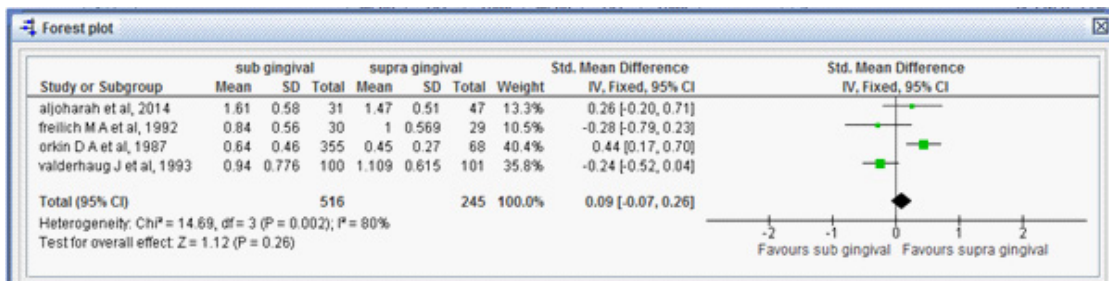 Forest plot
sub gingival supra gingival Std. Mean Difference Std. Mean Difference
Study or Subgroup Mean SD Total Mean SD Total Weight IV, Fixed, 95% CI IV, Fixed, 95% CI
aljoharah et al, 2014 1.61 0.58 31 1.47 0.51 47 13.3% 0.26 [-0.20, 0.71]
freilich M A et al, 1992 0.84 0.56 30 1 0.569 29 10.5% -0.28 [-0.79, 0.23]
orkin D A et al, 1987 0.64 0.46 355 0.45 0.27 68 40.4% 0.44 [0.17, 0.70]
valderhaug J et al, 1993 0.94 0.776 100 1.109 0.615 101 35.8% -0.24 [-0.52, 0.04]
Total (95% CI) 516 245 100.0% 0.09 [-0.07, 0.26]
Heterogeneity: Chi² = 14.69, df = 3 (P = 0.002); I² = 80%
Test for overall effect: Z = 1.12 (P = 0.26)
-2 -1 0 1 2
Favours sub gingival Favours supra gingival